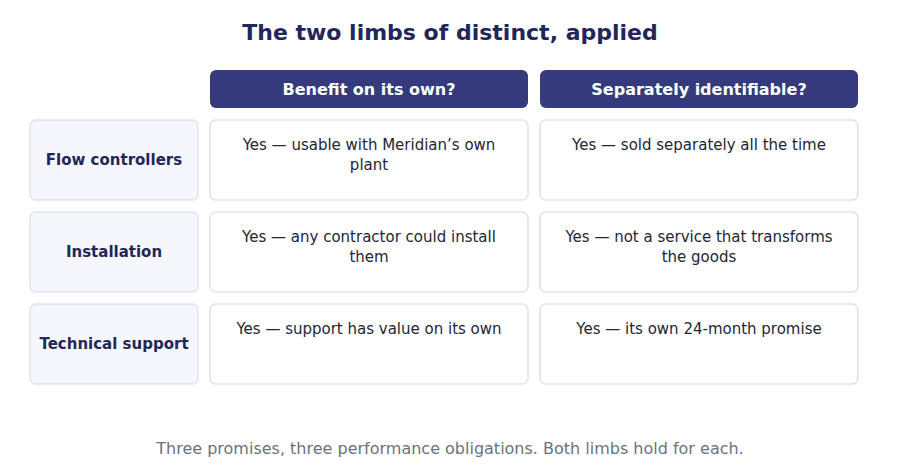 The two limbs of distinct, applied
Benefit on its own?
Separately identifiable?
Flow controllers
Yes — usable with Meridian’s own
plant
Yes — sold separately all the time
Installation
Yes — any contractor could install
them
Yes — not a service that transforms
the goods
Technical support
Yes — support has value on its own
Yes — its own 24-month promise
Three promises, three performance obligations. Both limbs hold for each.